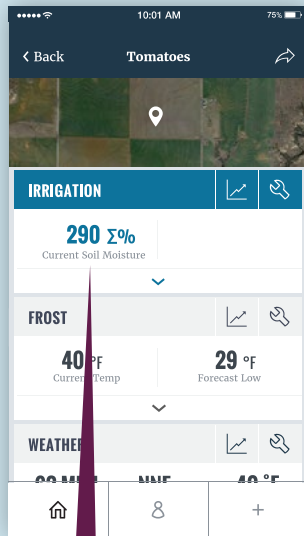 10:01 AM
75%
Back
Tomatoes
IRRIGATION
290 Σ%
Current Soil Moisture
FROST
40 °F
29 °F
Current Temp
Forecast Low
WEATHER
NNE